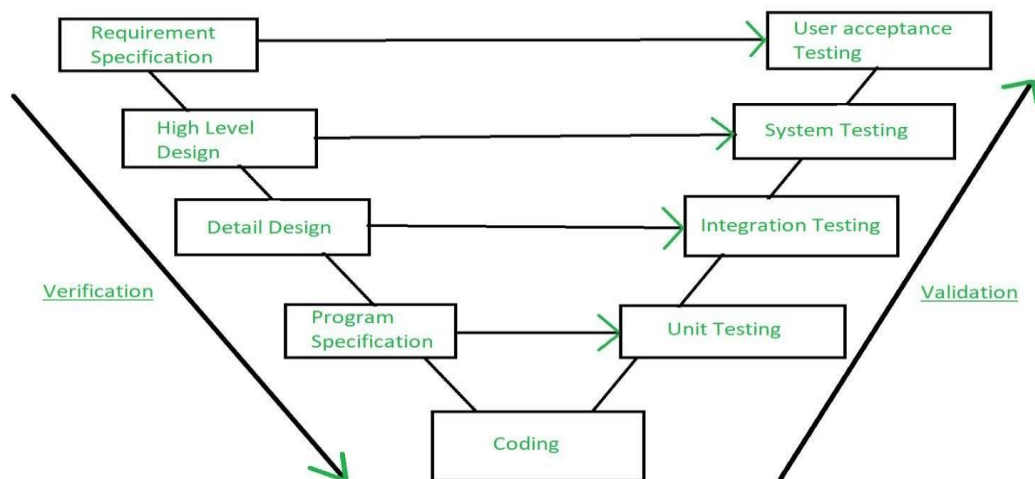 Requirement
Specification
User acceptance
Testing
High Level
Design
System Testing
Detail Design
Integration Testing
Verification
Validation
Program
Specification
Unit Testing
Coding